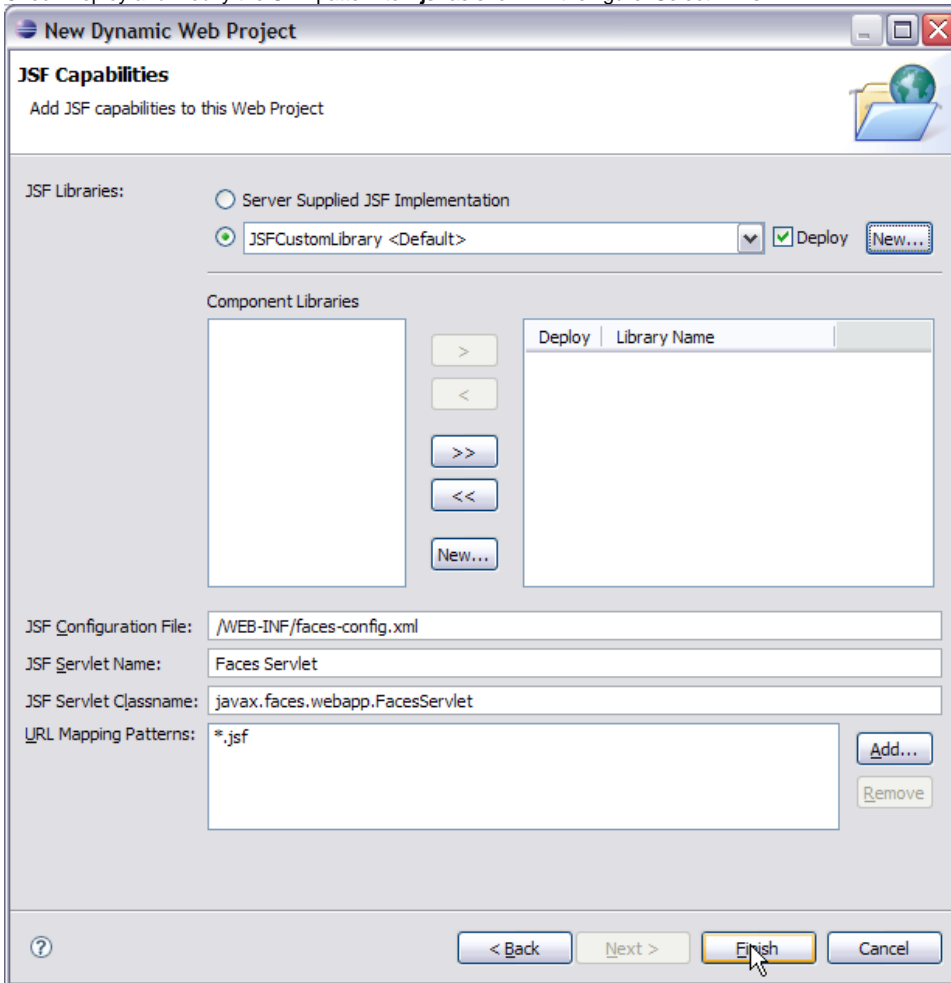 New Dynamic Web Project
JSF Capabilities
Add JSF capabilities to this Web Project
JSF Libraries:
Server Supplied JSF Implementation
JSFCustomLibrary <Default>
Deploy
New...
Component Libraries
>
<
>>
<<
New...
Deploy
Library Name
JSF Configuration File:
/WEB-INF/faces-config.xml
JSF Servlet Name:
Faces Servlet
JSF Servlet Classname:
javax.faces.webapp.FacesServlet
URL Mapping Patterns:
*.jsf
Add...
Remove
?
< Back
Next >
Finish
Cancel